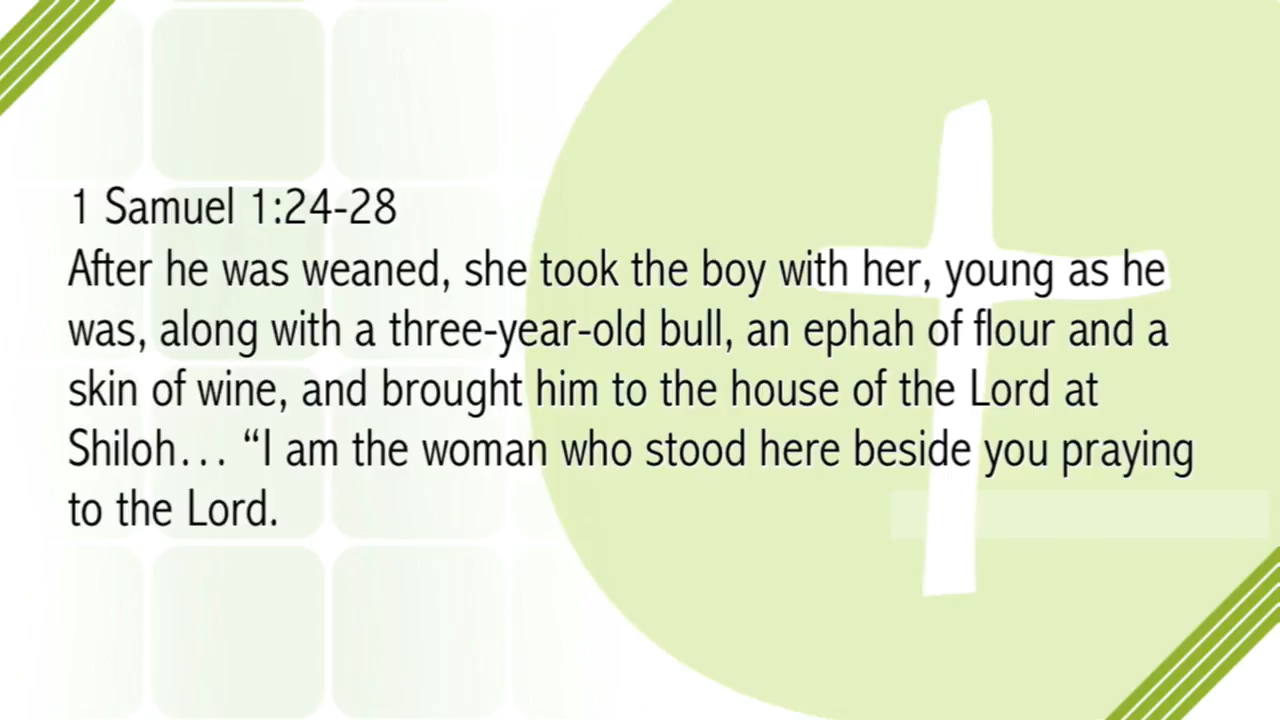 1 Samuel 1:24-28
After he was weaned, she took the boy with her, young as he
was, along with a three-year-old bull, an ephah of flour and a
skin of wine, and brought him to the house of the Lord at
Shiloh… “I am the woman who stood here beside you praying
to the Lord.